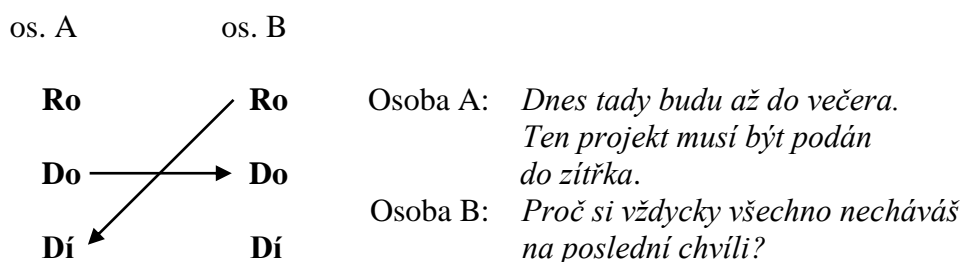 os. A os. B
Ro Ro Osoba A: Dnes tady budu až do večera.
Ten projekt musí být podán
Do Do do zítřka.
Osoba B: Proč si vždycky všechno necháváš
Dí Dí na poslední chvíli?